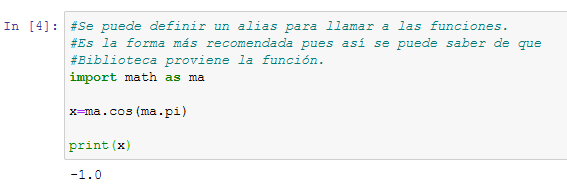 In [4]: #Se puede definir un alias para llamar a las funciones.
#Es la forma más recomendada pues así se puede saber de que
#Biblioteca proviene la función.
import math as ma
x=ma.cos(ma.pi)
print(x)
-1.0